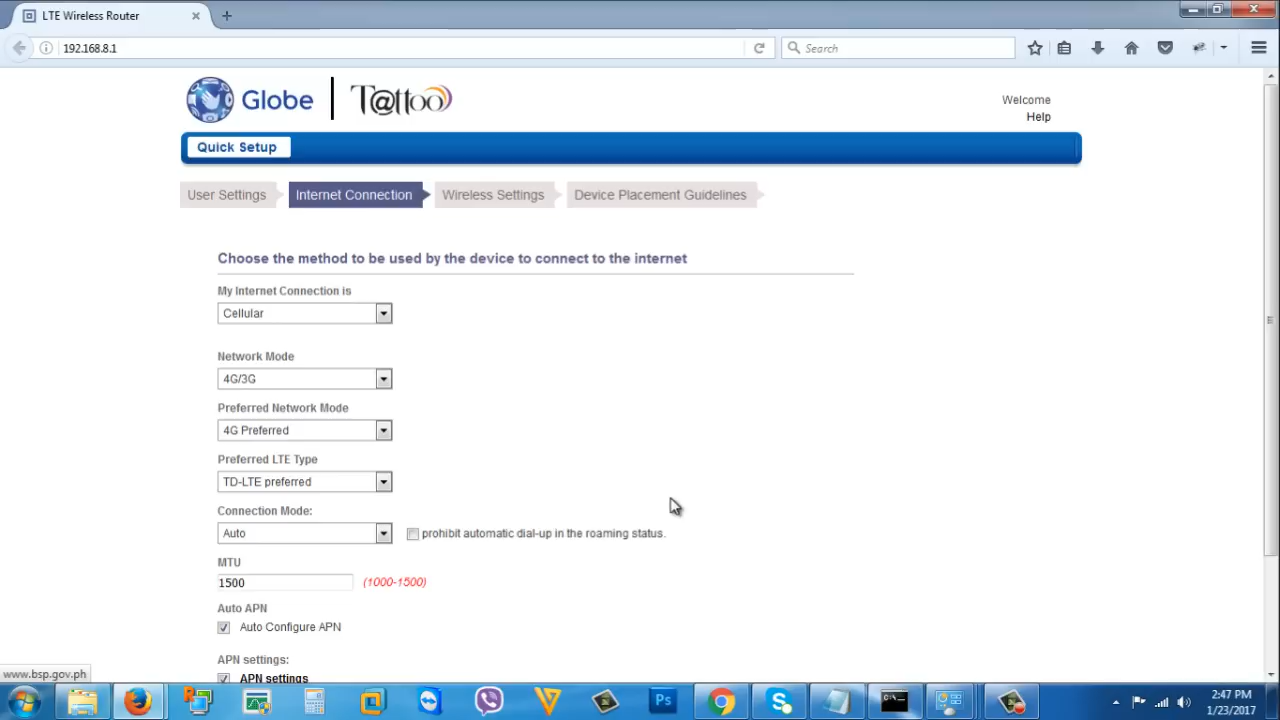 LTE Wireless Router
192.168.8.1
Search
Globe
T@ttoo
Welcome
Help
Quick Setup
User Settings
Internet Connection
Wireless Settings
Device Placement Guidelines
Choose the method to be used by the device to connect to the internet
My Internet Connection is
Cellular
Network Mode
4G/3G
Preferred Network Mode
4G Preferred
Preferred LTE Type
TD-LTE preferred
Connection Mode:
Auto
prohibit automatic dial-up in the roaming status.
MTU
1500 (1000-1500)
Auto APN
Auto Configure APN
APN settings:
APN settings
www.bsp.gov.ph
Ps
2:47 PM
1/23/2017